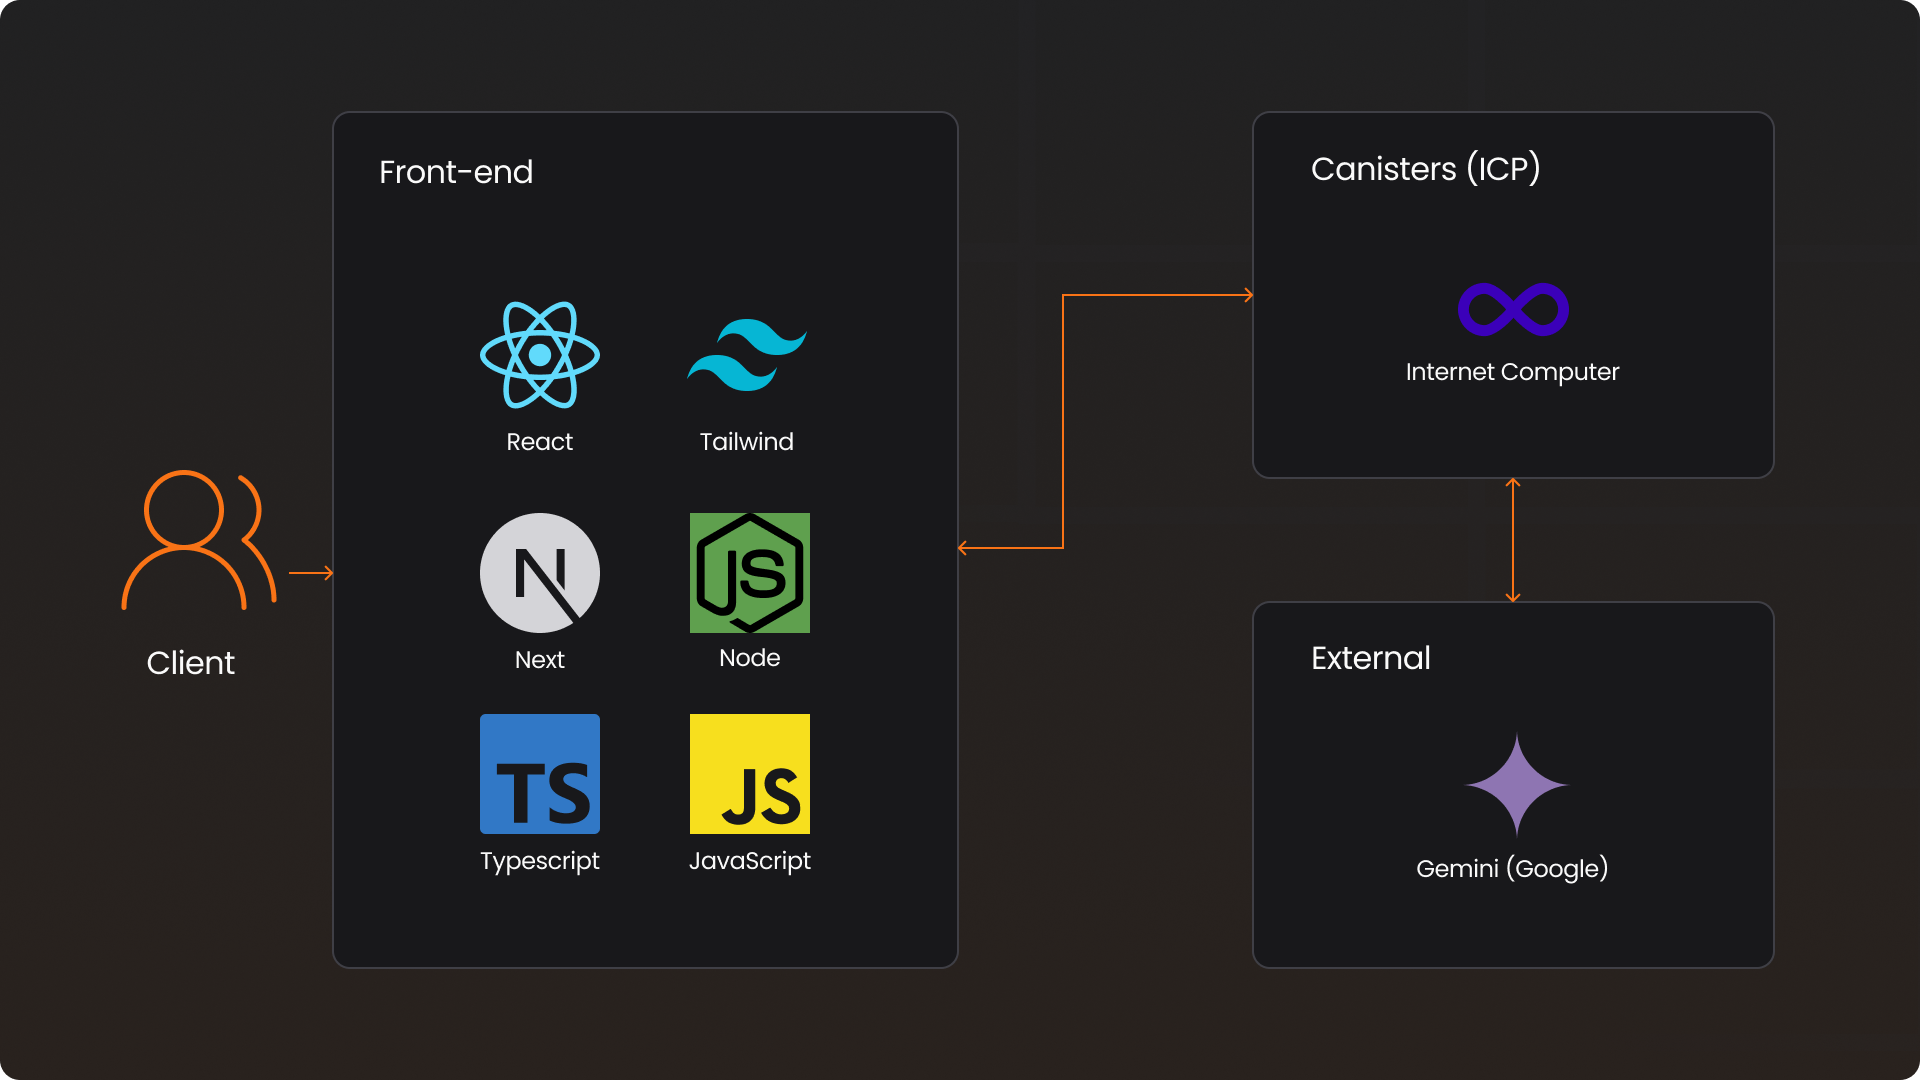 Front-end
React
Tailwind
N
JS
Next
Node
TS
JS
Typescript
JavaScript
Client
Canisters (ICP)
Internet Computer
External
Gemini (Google)